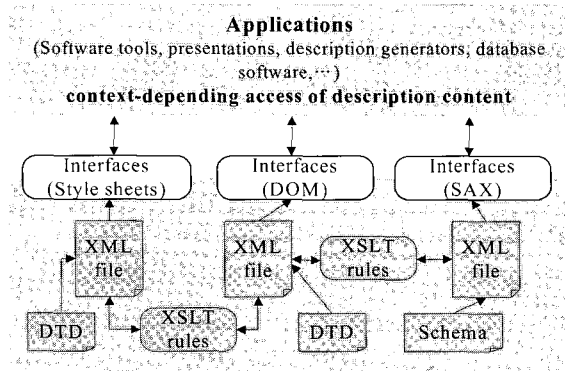 Applications
(Software tools, presentations, description generators, database
software,···)
context-depending access of description content
Interfaces
(Style sheets)
Interfaces
(DOM)
Interfaces
(SAX)
XML
file
XML
file
XSLT
rules
XML
file
DTD
XSLT
rules
DTD
Schema